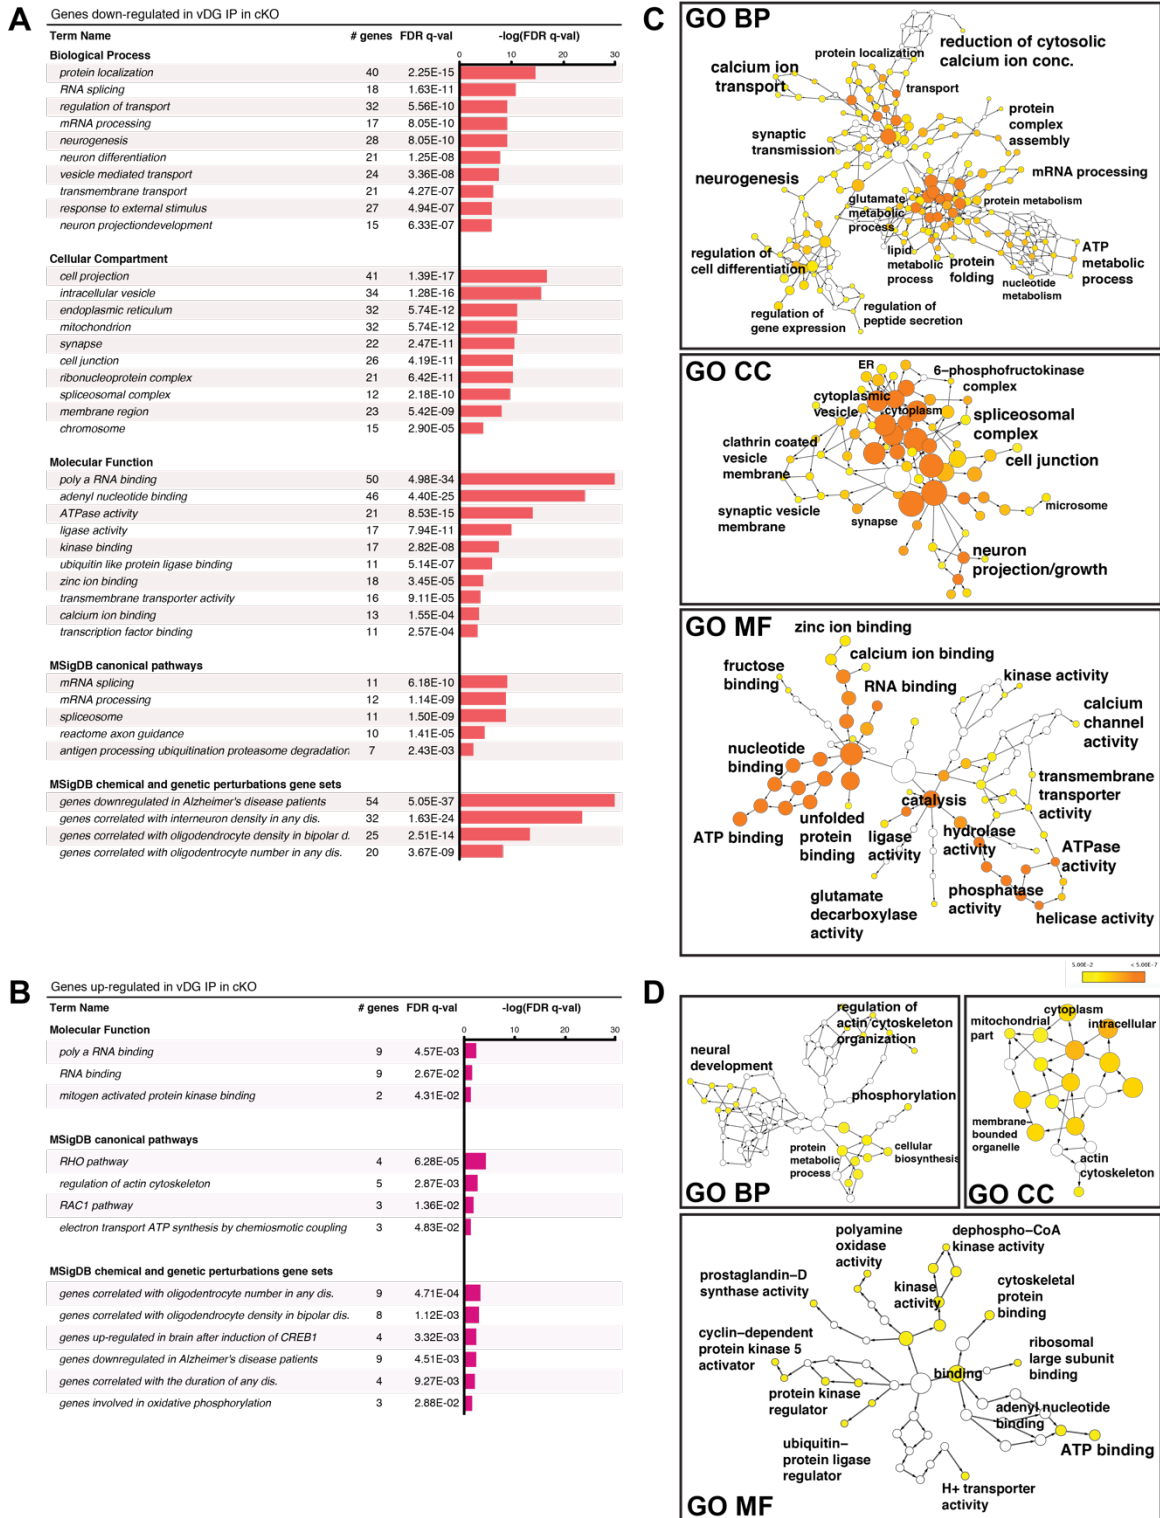 A
Genes down-regulated in vDG IP in cKO
Term Name # genes FDR q-val -log(FDR q-val)
0 10 20 30
Biological Process
protein localization 40 2.25E-15
RNA splicing 18 1.63E-11
regulation of transport 32 5.56E-10
mRNA processing 17 8.05E-10
neurogenesis 28 8.05E-10
neuron differentiation 21 1.25E-08
vesicle mediated transport 24 3.36E-08
transmembrane transport 21 4.27E-07
response to external stimulus 27 4.94E-07
neuron projectiondevelopment 15 6.33E-07
Cellular Compartment
cell projection 41 1.39E-17
intracellular vesicle 34 1.28E-16
endoplasmic reticulum 32 5.74E-12
mitochondrion 32 5.74E-12
synapse 22 2.47E-11
cell junction 26 4.19E-11
ribonucleoprotein complex 21 6.42E-11
spliceosomal complex 12 2.18E-10
membrane region 23 5.42E-09
chromosome 15 2.90E-05
Molecular Function
poly a RNA binding 50 4.98E-34
adenyl nucleotide binding 46 4.40E-25
ATPase activity 21 8.53E-15
ligase activity 17 7.94E-11
kinase binding 17 2.82E-08
ubiquitin like protein ligase binding 11 5.14E-07
zinc ion binding 18 3.45E-05
transmembrane transporter activity 16 9.11E-05
calcium ion binding 13 1.55E-04
transcription factor binding 11 2.57E-04
MSigDB canonical pathways
mRNA splicing 11 6.18E-10
mRNA processing 12 1.14E-09
spliceosome 11 1.50E-09
reactome axon guidance 10 1.41E-05
antigen processing ubiquitination proteasome degradation 7 2.43E-03
MSigDB chemical and genetic perturbations gene sets
genes downregulated in Alzheimer's disease patients 54 5.05E-37
genes correlated with interneuron density in any dis. 32 1.63E-24
genes correlated with oligodendrocyte density in bipolar d. 25 2.51E-14
genes correlated with oligodentrocyte number in any dis. 20 3.67E-09
B
Genes up-regulated in vDG IP in cKO
Term Name # genes FDR q-val -log(FDR q-val)
0 10 20 30
Molecular Function
poly a RNA binding 9 4.57E-03
RNA binding 9 2.67E-02
mitogen activated protein kinase binding 2 4.31E-02
MSigDB canonical pathways
RHO pathway 4 6.28E-05
regulation of actin cytoskeleton 5 2.87E-03
RAC1 pathway 3 1.36E-02
electron transport ATP synthesis by chemiosmotic coupling 3 4.83E-02
MSigDB chemical and genetic perturbations gene sets
genes correlated with oligodentrocyte number in any dis. 9 4.71E-04
genes correlated with oligodendrocyte density in bipolar dis. 8 1.12E-03
genes up-regulated in brain after induction of CREB1 4 3.32E-03
genes downregulated in Alzheimer's disease patients 9 4.51E-03
genes correlated with the duration of any dis. 4 9.27E-03
genes involved in oxidative phosphorylation 3 2.88E-02
C
GO BP
reduction of cytosolic
calcium ion conc.
protein localization
calcium ion
transport
transport
protein
complex
assembly
synaptic
transmission
mRNA processing
neurogenesis
glutamate
metabolic
process
protein metabolism
regulation of
cell differentiation
lipid
metabolic
process
protein
folding
ATP
metabolic
process
nucleotide
metabolism
regulation of
gene expression
regulation of
peptide secretion
GO CC
ER
6-phosphofructokinase
complex
cytoplasmic
vesicle
cytoplasm
spliceosomal
complex
clathrin coated
vesicle
membrane
cell junction
synaptic vesicle
membrane
synapse
microsome
neuron
projection/growth
GO MF
zinc ion binding
calcium ion binding
fructose
binding
RNA binding
kinase activity
calcium
channel
activity
nucleotide
binding
transmembrane
transporter
activity
catalysis
ATP binding
unfolded
protein
binding
ligase
activity
hydrolase
activity
ATPase
activity
glutamate
decarboxylase
activity
phosphatase
activity
helicase activity
5.00E-2 < 5.00E-7
D
regulation of
actin cytoskeleton
organization
neural
development
phosphorylation
protein
metabolic
process
cellular
biosynthesis
GO BP
cytoplasm
mitochondrial
part
intracellular
membrane-
bounded
organelle
actin
cytoskeleton
GO CC
polyamine
oxidase
activity
dephospho-CoA
kinase activity
prostaglandin-D
synthase activity
kinase
activity
cytoskeletal
protein
binding
cyclin-dependent
protein kinase 5
activator
ribosomal
large subunit
binding
binding
protein kinase
regulator
adenyl nucleotide
binding
ubiquitin-
protein ligase
regulator
ATP binding
H+ transporter
activity
GO MF